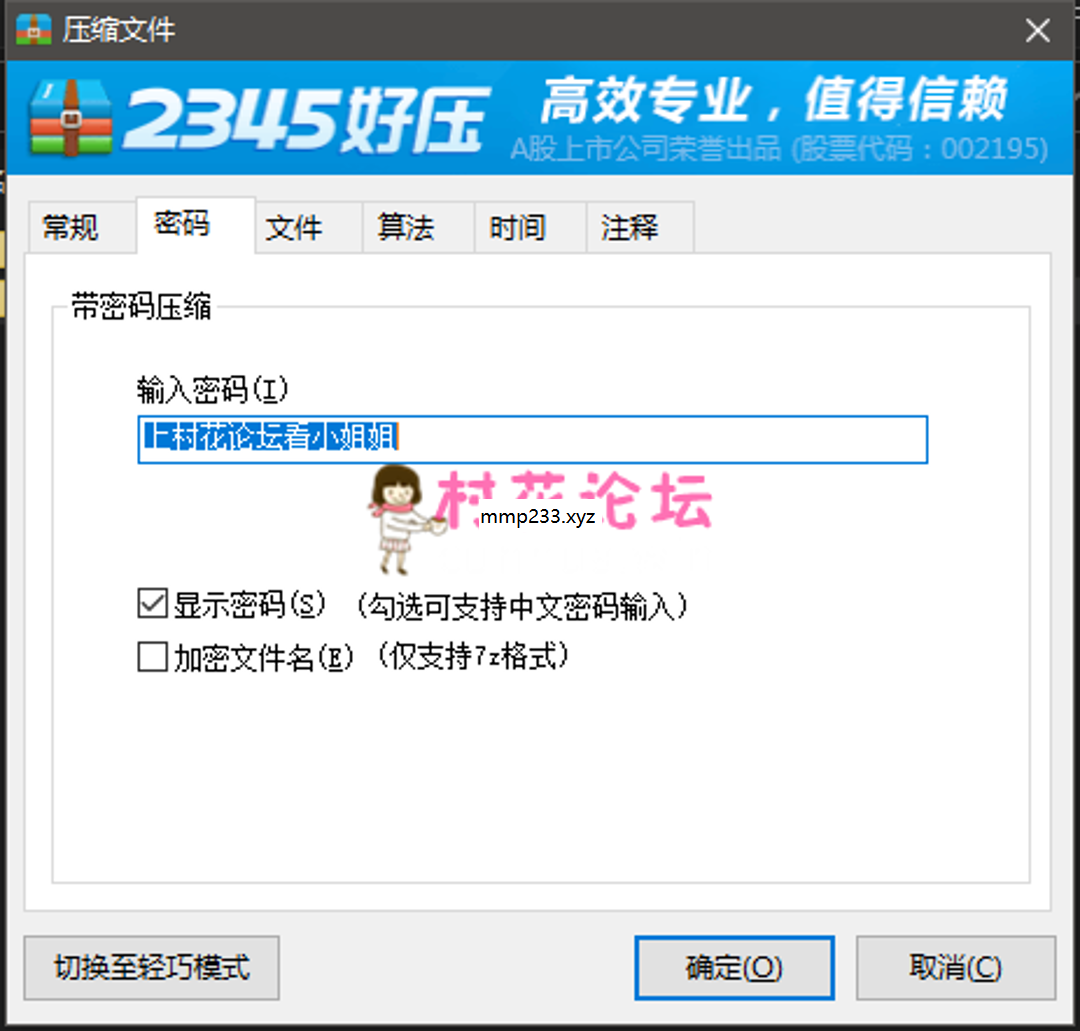 压缩文件
2345好压 高效专业，值得信赖
A股上市公司荣誉出品 (股票代码：002195)
常规 密码 文件 算法 时间 注释
带密码压缩
输入密码(I)
上村花论坛看小姐姐
村花论坛
mmp233.xyz
显示密码(S) （勾选可支持中文密码输入）
加密文件名(E) （仅支持7z格式）
切换至轻巧模式 确定(O) 取消(C)